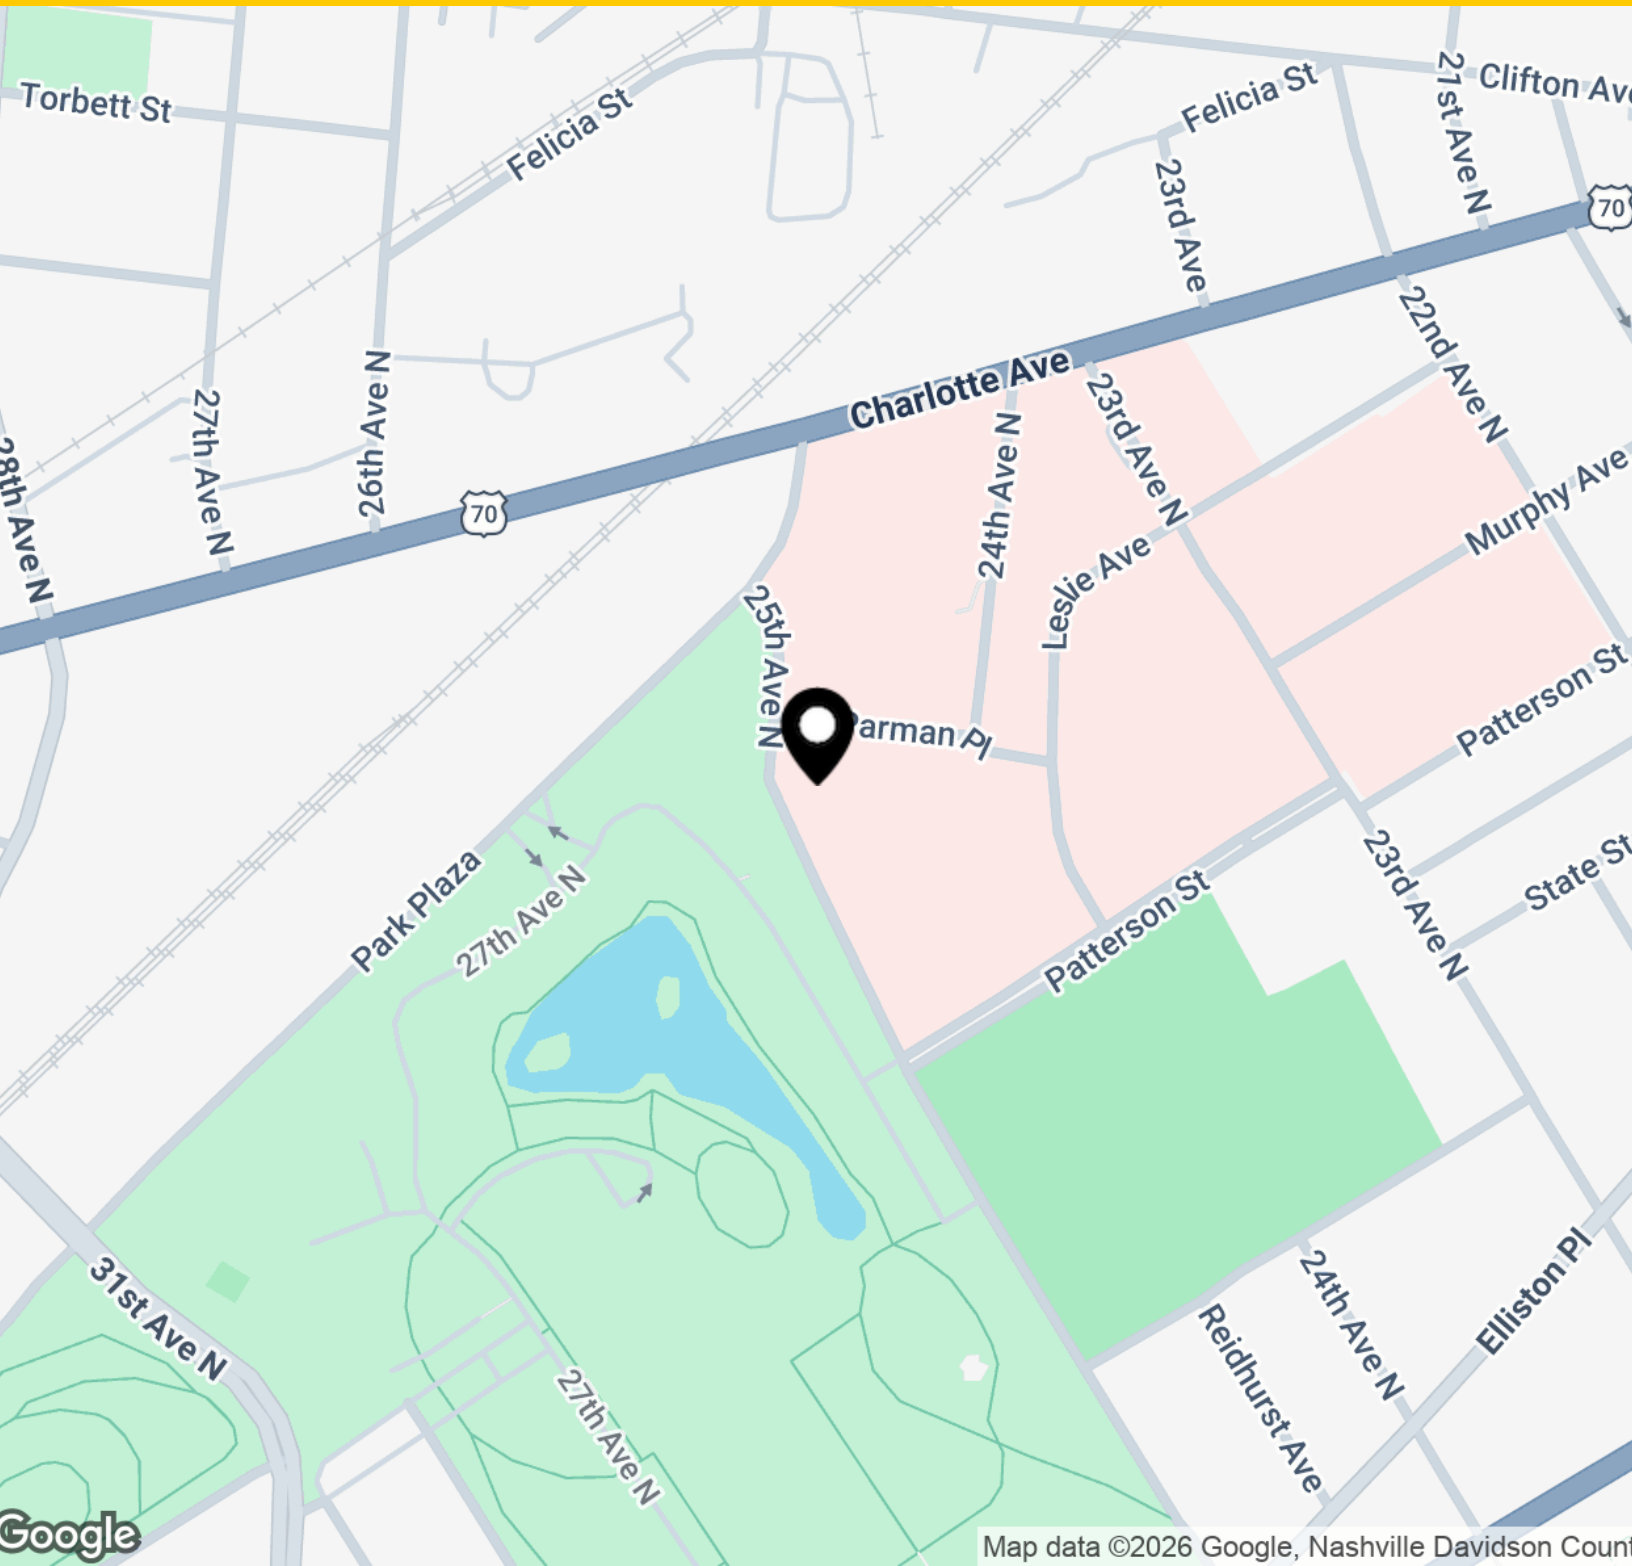 Torbett St
Felicia St
Felicia St
21st Ave N
Clifton Ave
23rd Ave
70
22nd Ave N
Charlotte Ave
23rd Ave N
24th Ave N
27th Ave N
26th Ave N
28th Ave N
70
Murphy Ave
Leslie Ave
25th Ave N
Parman Pl
Patterson St
Park Plaza
27th Ave N
Patterson St
23rd Ave N
State St
31st Ave N
27th Ave N
24th Ave N
Reidhurst Ave
Elliston Pl
Google
Map data ©2026 Google, Nashville Davidson Count